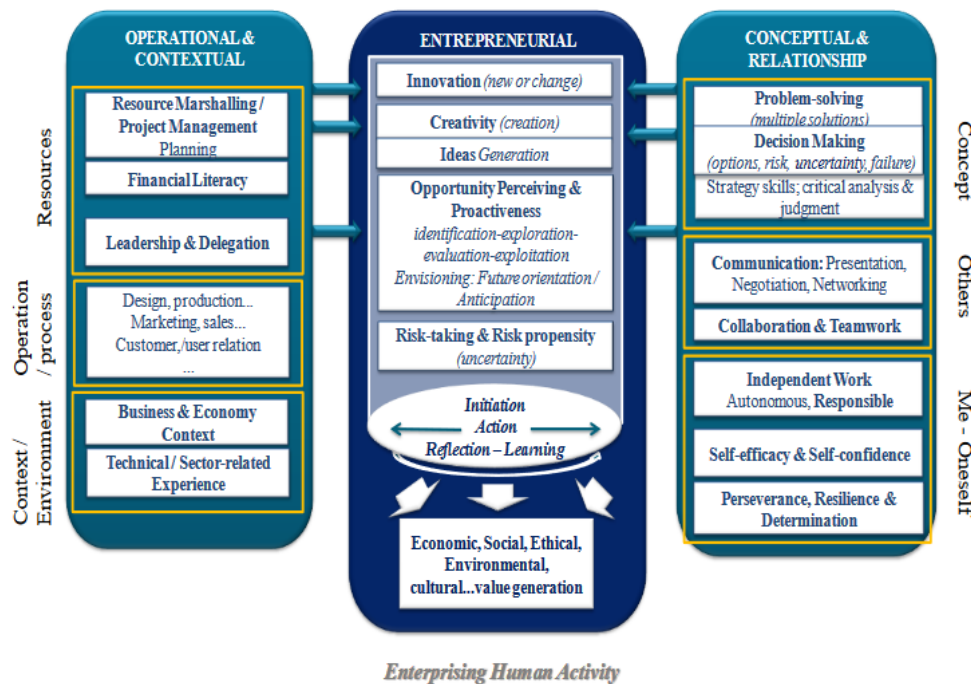 OPERATIONAL &
CONTEXTUAL
Resources
Resource Marshalling /
Project Management
Planning
Financial Literacy
Leadership & Delegation
Operation
/ process
Design, production...
Marketing, sales...
Customer,/user relation
...
Context /
Environment
Business & Economy
Context
Technical / Sector-related
Experience
ENTREPRENEURIAL
Innovation (new or change)
Creativity (creation)
Ideas Generation
Opportunity Perceiving &
Proactiveness
identification-exploration-
evaluation-exploitation
Envisioning: Future orientation /
Anticipation
Risk-taking & Risk propensity
(uncertainty)
Initiation
Action
Reflection – Learning
Economic, Social, Ethical,
Environmental,
cultural...value generation
CONCEPTUAL &
RELATIONSHIP
Concept
Problem-solving
(multiple solutions)
Decision Making
(options, risk, uncertainty, failure)
Strategy skills; critical analysis &
judgment
Others
Communication: Presentation,
Negotiation, Networking
Collaboration & Teamwork
Me - Oneself
Independent Work
Autonomous, Responsible
Self-efficacy & Self-confidence
Perseverance, Resilience &
Determination
Enterprising Human Activity